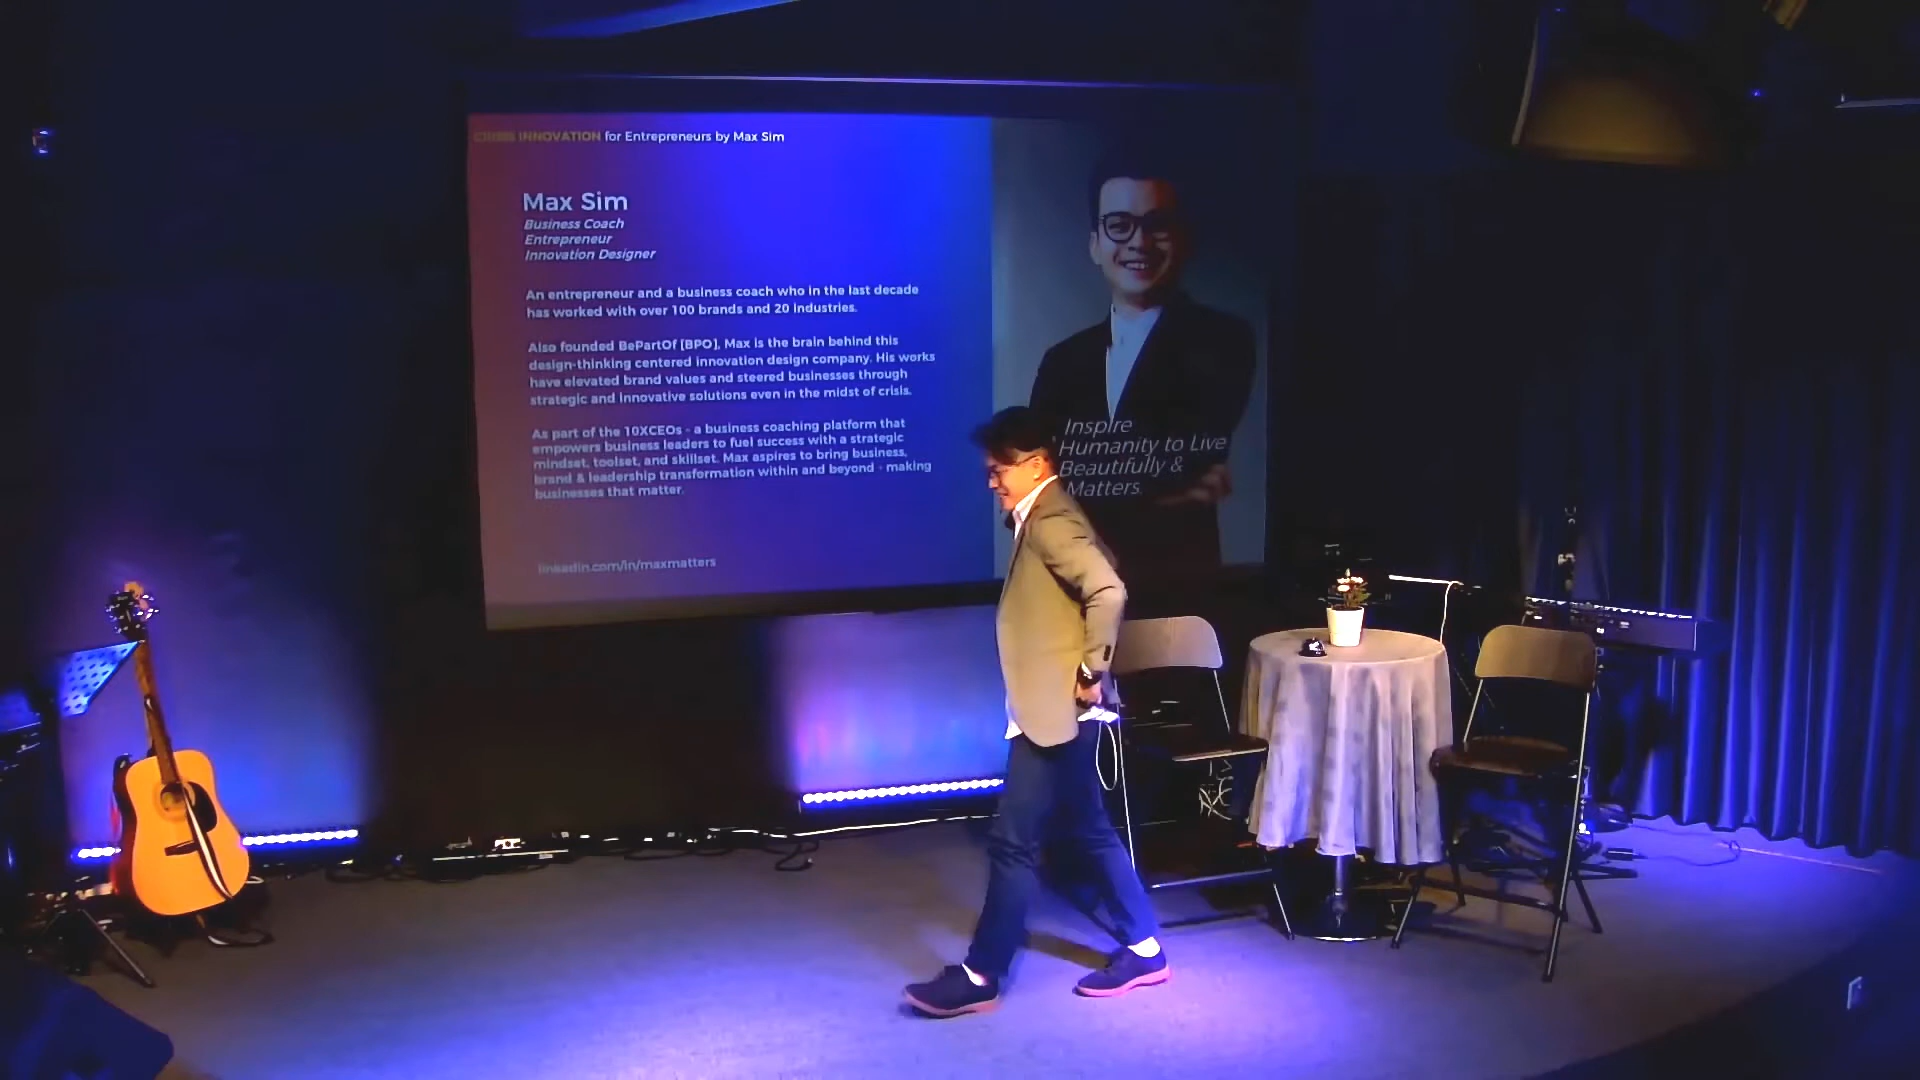 CRISIS INNOVATION for Entrepreneurs by Max Sim
Max Sim
Business Coach
Entrepreneur
Innovation Designer
An entrepreneur and a business coach who in the last decade
has worked with over 100 brands and 20 industries.
Also founded BePartOf [BPO], Max is the brain behind this
design-thinking centered innovation design company. His works
have elevated brand values and steered businesses through
strategic and innovative solutions even in the midst of crisis.
As part of the 10XCEOs - a business coaching platform that
empowers business leaders to fuel success with a strategic
mindset, toolset, and skillset. Max aspires to bring business,
brand & leadership transformation within and beyond - making
businesses that matter.
linkedin.com/in/maxmatters
Inspire
Humanity to Live
Beautifully &
Matters.